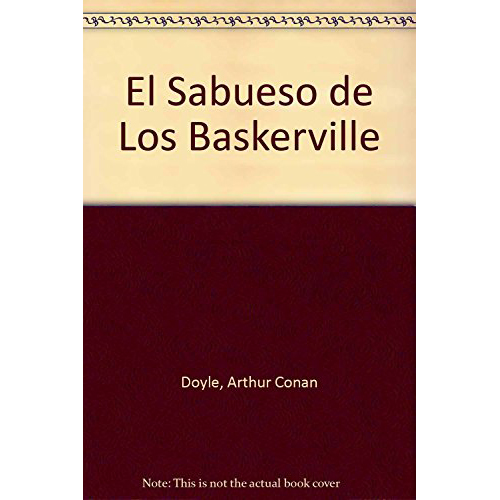 El Sabueso de
Los Baskerville
Doyle, Arthur Conan
Note: This is not the actual book cover